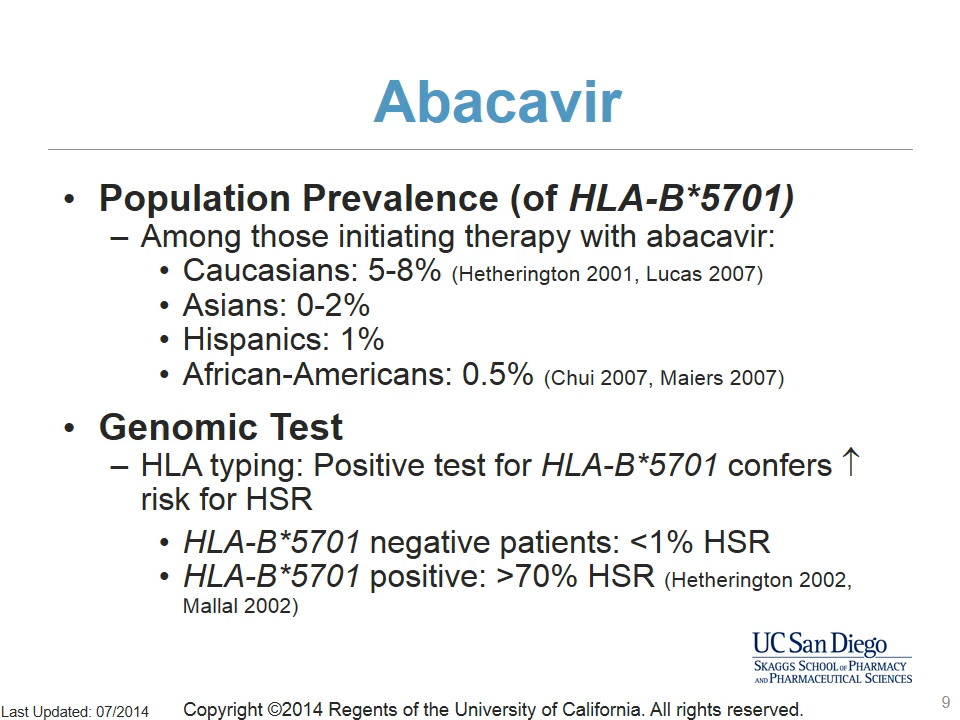 Abacavir
• Population Prevalence (of HLA-B*5701)
– Among those initiating therapy with abacavir:
• Caucasians: 5-8% (Hetherington 2001, Lucas 2007)
• Asians: 0-2%
• Hispanics: 1%
• African-Americans: 0.5% (Chui 2007, Maiers 2007)
• Genomic Test
– HLA typing: Positive test for HLA-B*5701 confers ↑
risk for HSR
• HLA-B*5701 negative patients: <1% HSR
• HLA-B*5701 positive: >70% HSR (Hetherington 2002,
Mallal 2002)
UC San Diego
SKAGGS SCHOOL OF PHARMACY
AND PHARMACEUTICAL SCIENCES
Last Updated: 07/2014 Copyright ©2014 Regents of the University of California. All rights reserved. 9